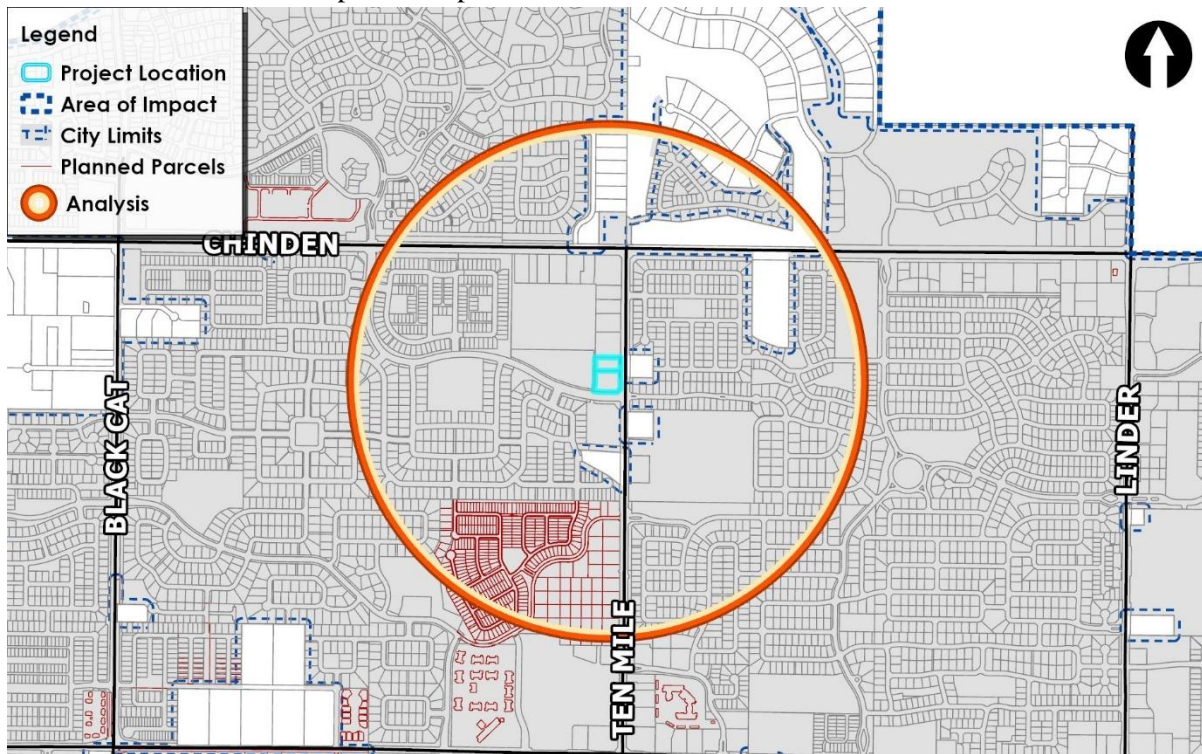 Legend
Project Location
Area of Impact
City Limits
Planned Parcels
Analysis
CHINDEN
BLACK CAT
LINDER
TEN MILE